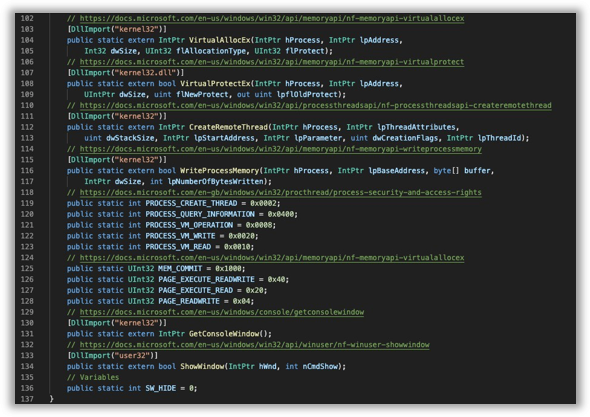 102 // https://docs.microsoft.com/en-us/windows/win32/api/memoryapi/nf-memoryapi-virtualallocex
103 [DllImport("kernel32")]
104 public static extern IntPtr VirtualAllocEx(IntPtr hProcess, IntPtr lpAddress,
105 Int32 dwSize, UInt32 flAllocationType, UInt32 flProtect);
106 // https://docs.microsoft.com/en-us/windows/win32/api/memoryapi/nf-memoryapi-virtualprotect
107 [DllImport("kernel32.dll")]
108 public static extern bool VirtualProtectEx(IntPtr hProcess, IntPtr lpAddress,
109 UIntPtr dwSize, uint flNewProtect, out uint lpflOldProtect);
110 // https://docs.microsoft.com/en-us/windows/win32/api/processthreadsapi/nf-processthreadsapi-createremotethread
111 [DllImport("kernel32")]
112 public static extern IntPtr CreateRemoteThread(IntPtr hProcess, IntPtr lpThreadAttributes,
113 uint dwStackSize, IntPtr lpStartAddress, IntPtr lpParameter, uint dwCreationFlags, IntPtr lpThreadId);
114 // https://docs.microsoft.com/en-us/windows/win32/api/memoryapi/nf-memoryapi-writeprocessmemory
115 [DllImport("kernel32")]
116 public static extern bool WriteProcessMemory(IntPtr hProcess, IntPtr lpBaseAddress, byte[] buffer,
117 IntPtr dwSize, int lpNumberOfBytesWritten);
118 // https://docs.microsoft.com/en-gb/windows/win32/procthread/process-security-and-access-rights
119 public static int PROCESS_CREATE_THREAD = 0x0002;
120 public static int PROCESS_QUERY_INFORMATION = 0x0400;
121 public static int PROCESS_VM_OPERATION = 0x0008;
122 public static int PROCESS_VM_WRITE = 0x0020;
123 public static int PROCESS_VM_READ = 0x0010;
124 // https://docs.microsoft.com/en-us/windows/win32/api/memoryapi/nf-memoryapi-virtualallocex
125 public static UInt32 MEM_COMMIT = 0x1000;
126 public static UInt32 PAGE_EXECUTE_READWRITE = 0x40;
127 public static UInt32 PAGE_EXECUTE_READ = 0x20;
128 public static UInt32 PAGE_READWRITE = 0x04;
129 // https://docs.microsoft.com/en-us/windows/console/getconsolewindow
130 [DllImport("kernel32")]
131 public static extern IntPtr GetConsoleWindow();
132 // https://docs.microsoft.com/en-us/windows/win32/api/winuser/nf-winuser-showwindow
133 [DllImport("user32")]
134 public static extern bool ShowWindow(IntPtr hWnd, int nCmdShow);
135 // Variables
136 public static int SW_HIDE = 0;
137 }